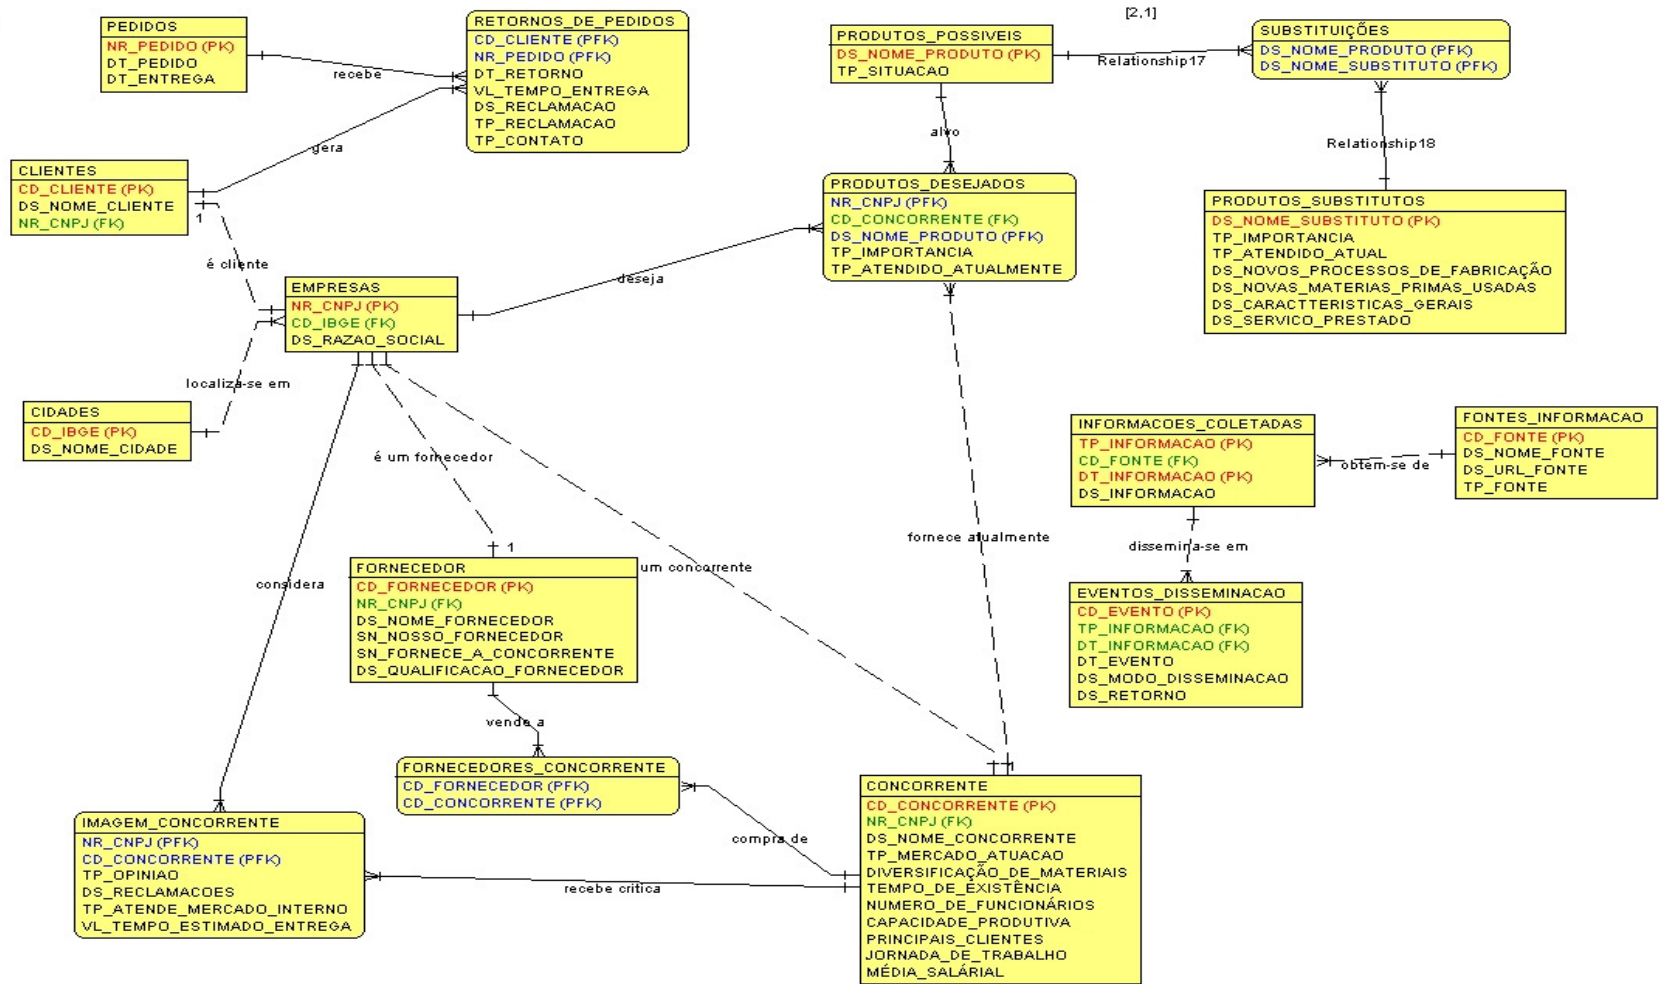 [2,1]
PEDIDOS
NR_PEDIDO (PK)
DT_PEDIDO
DT_ENTREGA
RETORNOS_DE_PEDIDOS
CD_CLIENTE (PFK)
NR_PEDIDO (PFK)
DT_RETORNO
VL_TEMPO_ENTREGA
DS_RECLAMACAO
TP_RECLAMACAO
TP_CONTATO
recebe
gera
PRODUTOS_POSSIVEIS
DS_NOME_PRODUTO (PK)
TP_SITUACAO
Relationship17
SUBSTITUIÇÕES
DS_NOME_PRODUTO (PFK)
DS_NOME_SUBSTITUTO (PFK)
alvo
Relationship18
CLIENTES
CD_CLIENTE (PK)
DS_NOME_CLIENTE
NR_CNPJ (FK)
1
é cliente
PRODUTOS_DESEJADOS
NR_CNPJ (PFK)
CD_CONCORRENTE (FK)
DS_NOME_PRODUTO (PFK)
TP_IMPORTANCIA
TP_ATENDIDO_ATUALMENTE
PRODUTOS_SUBSTITUTOS
DS_NOME_SUBSTITUTO (PK)
TP_IMPORTANCIA
TP_ATENDIDO_ATUAL
DS_NOVOS_PROCESSOS_DE_FABRICAÇÃO
DS_NOVAS_MATERIAS_PRIMAS_USADAS
DS_CARACTTERISTICAS_GERAIS
DS_SERVICO_PRESTADO
deseja
EMPRESAS
NR_CNPJ (PK)
CD_IBGE (FK)
DS_RAZAO_SOCIAL
localiza-se em
CIDADES
CD_IBGE (PK)
DS_NOME_CIDADE
é um fornecedor
INFORMACOES_COLETADAS
TP_INFORMACAO (PK)
CD_FONTE (FK)
DT_INFORMACAO (PK)
DS_INFORMACAO
obtem-se de
FONTES_INFORMACAO
CD_FONTE (PK)
DS_NOME_FONTE
DS_URL_FONTE
TP_FONTE
fornece atualmente
dissemina-se em
considera
1
FORNECEDOR
CD_FORNECEDOR (PK)
NR_CNPJ (FK)
DS_NOME_FORNECEDOR
SN_NOSSO_FORNECEDOR
SN_FORNECE_A_CONCORRENTE
DS_QUALIFICACAO_FORNECEDOR
um concorrente
EVENTOS_DISSEMINACAO
CD_EVENTO (PK)
TP_INFORMACAO (FK)
DT_INFORMACAO (FK)
DT_EVENTO
DS_MODO_DISSEMINACAO
DS_RETORNO
vende a
FORNECEDORES_CONCORRENTE
CD_FORNECEDOR (PFK)
CD_CONCORRENTE (PFK)
compra de
1
CONCORRENTE
CD_CONCORRENTE (PK)
NR_CNPJ (FK)
DS_NOME_CONCORRENTE
TP_MERCADO_ATUACAO
DIVERSIFICAÇÃO_DE_MATERIAIS
TEMPO_DE_EXISTÊNCIA
NUMERO_DE_FUNCIONÁRIOS
CAPACIDADE_PRODUTIVA
PRINCIPAIS_CLIENTES
JORNADA_DE_TRABALHO
MÉDIA_SALÁRIAL
IMAGEM_CONCORRENTE
NR_CNPJ (PFK)
CD_CONCORRENTE (PFK)
TP_OPINIAO
DS_RECLAMACOES
TP_ATENDE_MERCADO_INTERNO
VL_TEMPO_ESTIMADO_ENTREGA
recebe critica